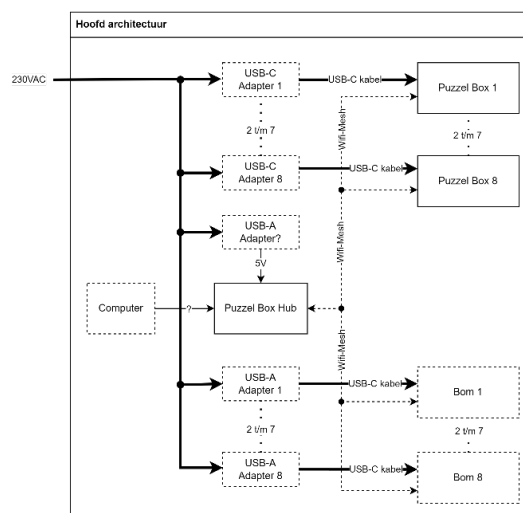 Hoofd architectuur
230VAC
USB-C
Adapter 1
USB-C kabel
Puzzel Box 1
2 t/m 7
2 t/m 7
Wifi-Mesh
USB-C
Adapter 8
USB-C kabel
Puzzel Box 8
USB-A
Adapter?
Wifi-Mesh
5V
Computer
?
Puzzel Box Hub
Wifi-Mesh
USB-A
Adapter 1
USB-C kabel
Bom 1
2 t/m 7
2 t/m 7
USB-A
Adapter 8
USB-C kabel
Bom 8